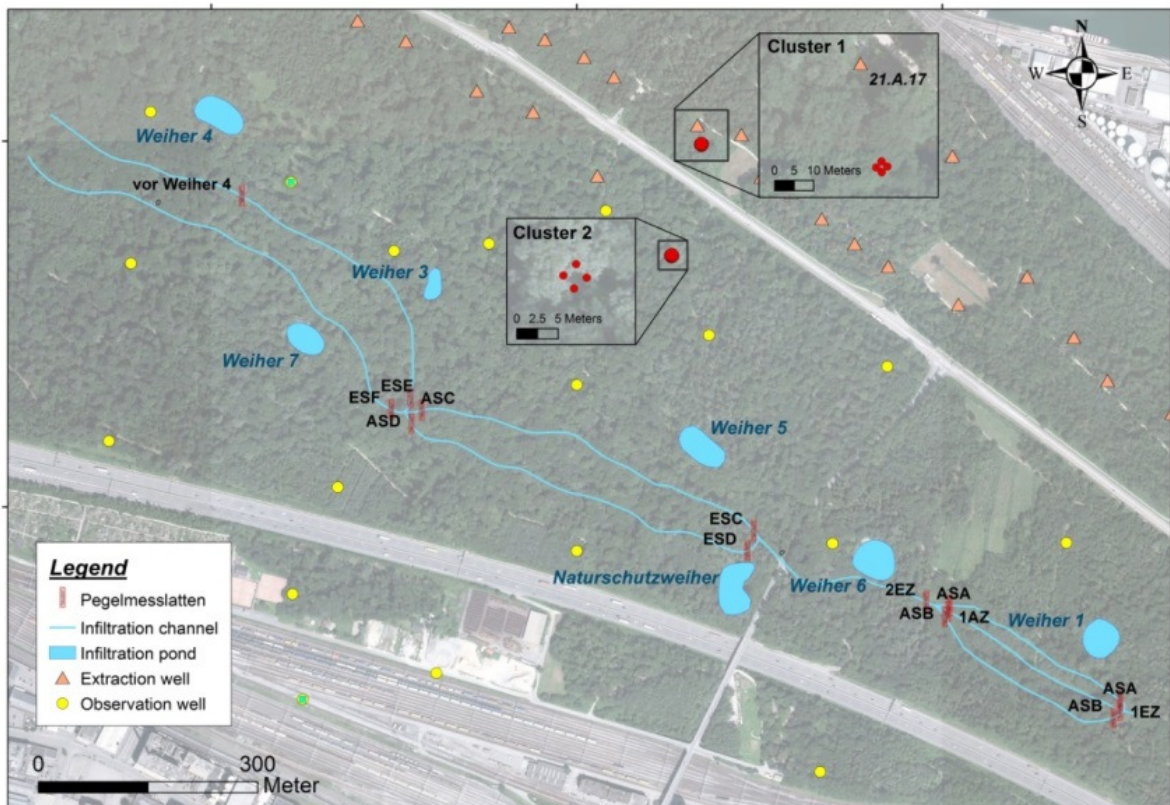 N
W
E
S
Cluster 1
21.A.17
0 5 10 Meters
Weiher 4
vor Weiher 4
Cluster 2
0 2.5 5 Meters
Weiher 3
Weiher 7
ESE
ESF
ASC
ASD
Weiher 5
ESC
ESD
Naturschutzweiher
Weiher 6
2EZ
ASA
ASB
1AZ
Weiher 1
ASA
ASB
1EZ
Legend
Pegelmesslatten
Infiltration channel
Infiltration pond
Extraction well
Observation well
0 300
Meter